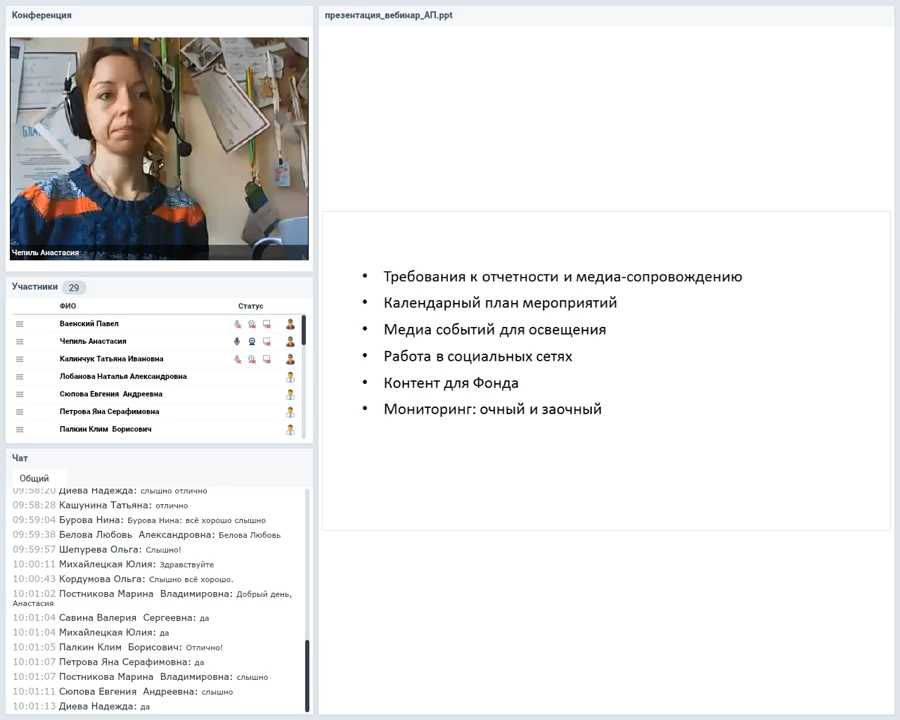 Конференция
Чепиль Анастасия
Участники 29
ФИО Статус
Ваенский Павел
Чепиль Анастасия
Калинчук Татьяна Ивановна
Лобанова Наталья Александровна
Сюпова Евгения Андреевна
Петрова Яна Серафимовна
Палкин Клим Борисович
Чат
Общий
09:58:20 Диева Надежда: слышно отлично
09:58:28 Кашунина Татьяна: отлично
09:59:04 Бурова Нина: Бурова Нина: всё хорошо слышно
09:59:38 Белова Любовь Александровна: Белова Любовь
09:59:57 Шепурева Ольга: Слышно!
10:00:11 Михайлецкая Юлия: Здравствуйте
10:00:43 Кордумова Ольга: Слышно всё хорошо.
10:01:02 Постникова Марина Владимировна: Добрый день,
Анастасия
10:01:04 Савина Валерия Сергеевна: да
10:01:04 Михайлецкая Юлия: да
10:01:05 Палкин Клим Борисович: Отлично!
10:01:07 Петрова Яна Серафимовна: да
10:01:07 Постникова Марина Владимировна: слышно
10:01:11 Сюпова Евгения Андреевна: слышно
10:01:13 Диева Надежда: да
презентация_вебинар_АП.ppt
• Требования к отчетности и медиа-сопровождению
• Календарный план мероприятий
• Медиа событий для освещения
• Работа в социальных сетях
• Контент для Фонда
• Мониторинг: очный и заочный